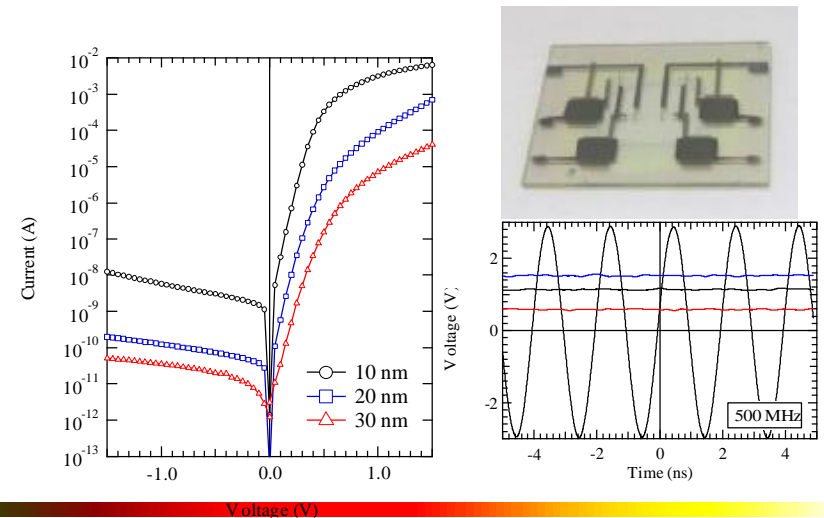 10-2
10-3
10-4
10-5
10-6
10-7
10-8
10-9
10-10
10-11
10-12
10-13
Current (A)
-1.0
0.0
1.0
Voltage (V)
10 nm
20 nm
30 nm
2
0
-2
Voltage (V)
500 MHz
-4
-2
0
2
4
Time (ns)